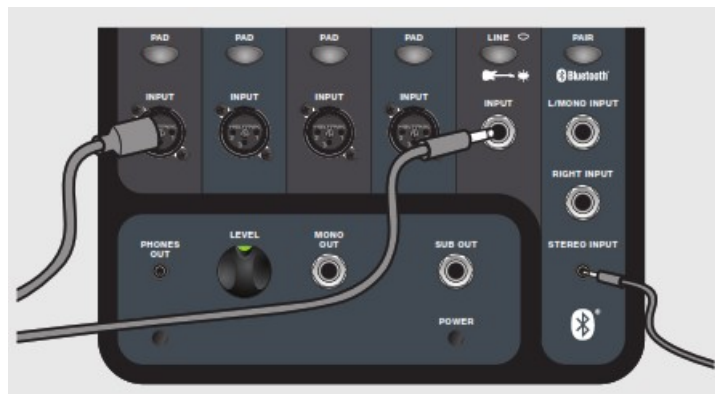 PAD PAD PAD PAD LINE PAIR
Bluetooth®
INPUT INPUT INPUT INPUT INPUT L/MONO INPUT
RIGHT INPUT
PHONES OUT
LEVEL
MONO OUT
SUB OUT
STEREO INPUT
POWER